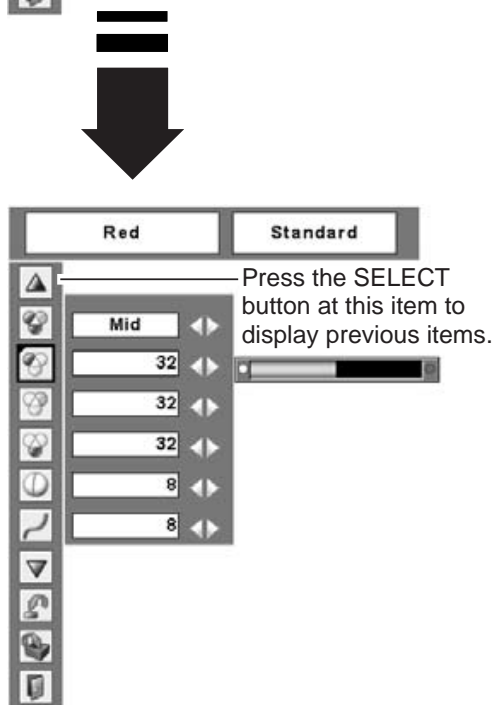 Red Standard
Press the SELECT
button at this item to
display previous items.
Mid
32
32
32
8
8